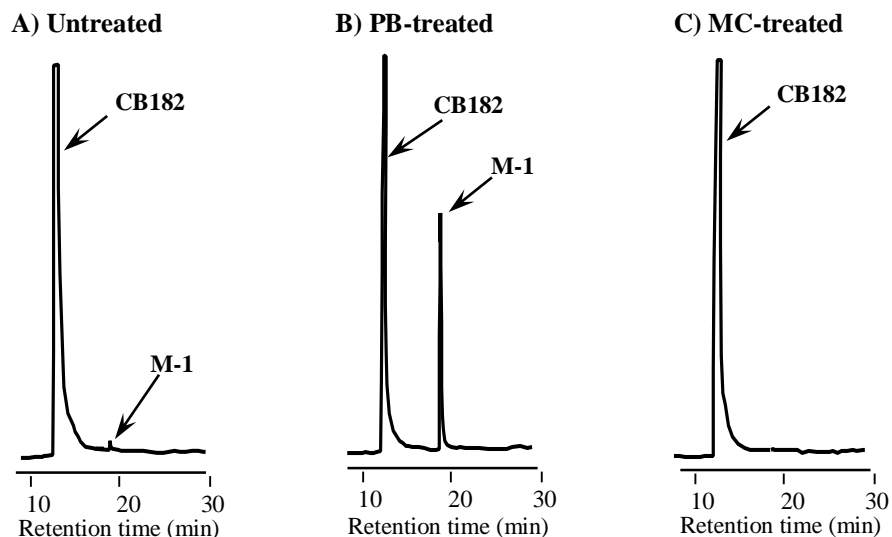 A) Untreated
CB182
M-1
10 20 30
Retention time (min)
B) PB-treated
CB182
M-1
10 20 30
Retention time (min)
C) MC-treated
CB182
10 20 30
Retention time (min)